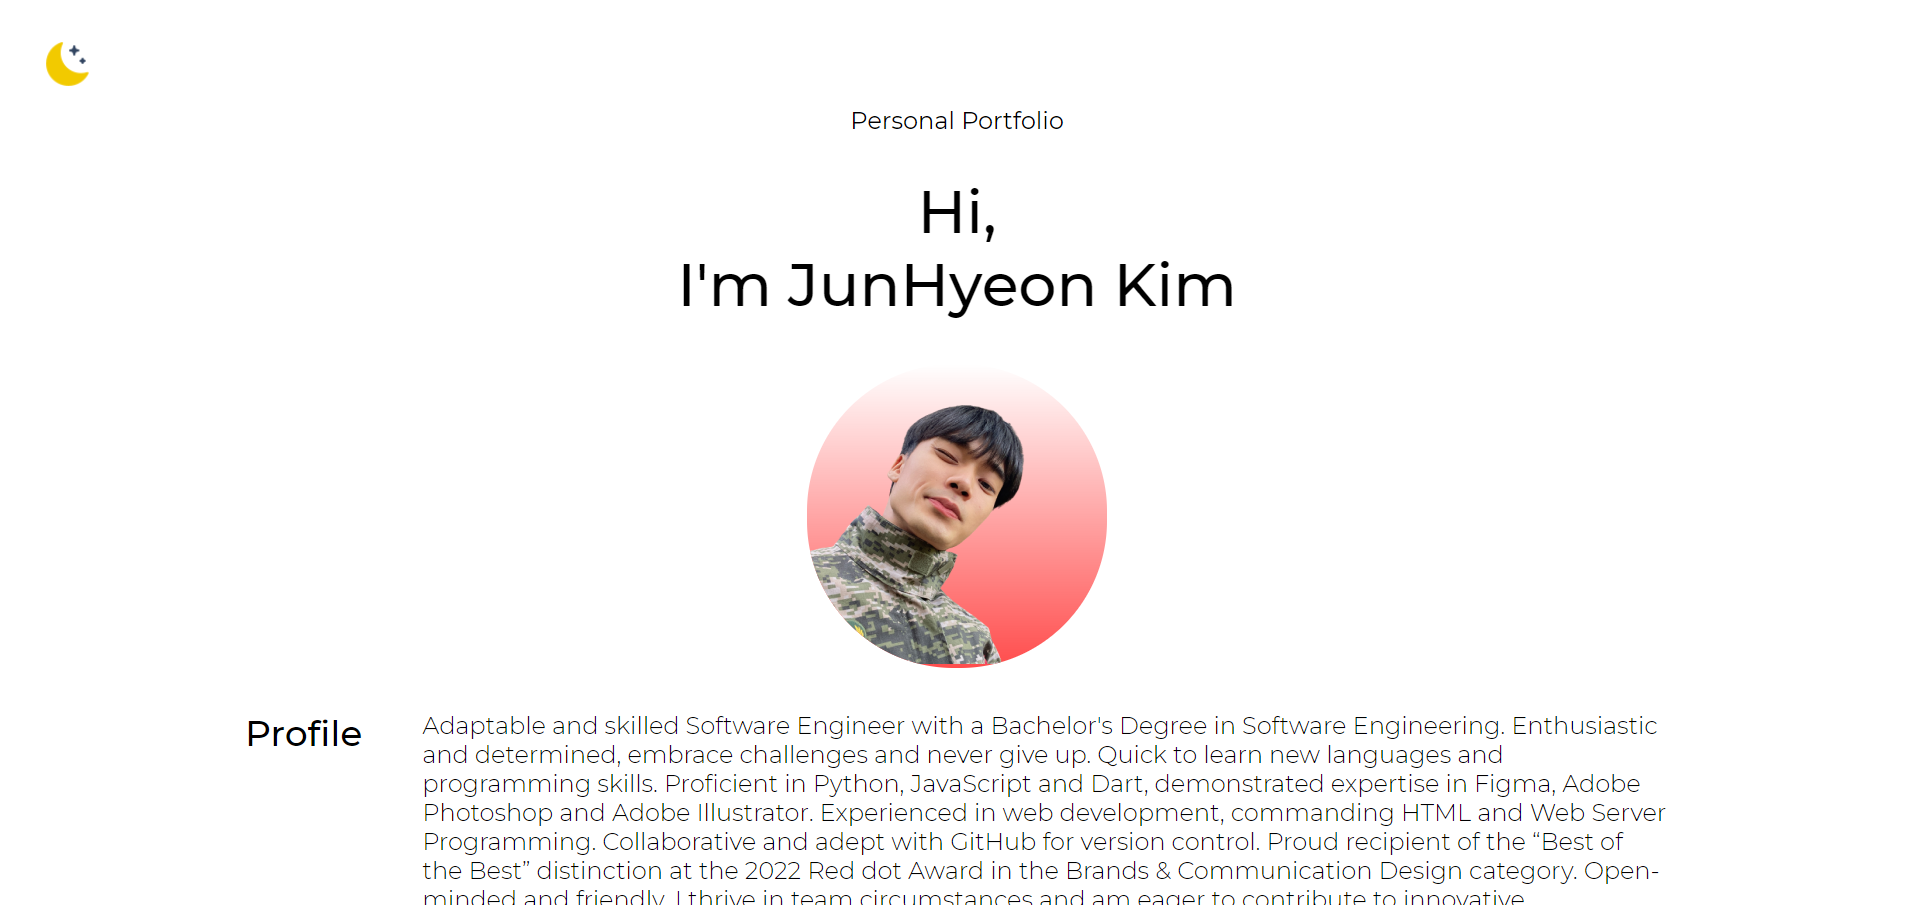 Personal Portfolio
Hi,
I'm JunHyeon Kim
Profile
Adaptable and skilled Software Engineer with a Bachelor's Degree in Software Engineering. Enthusiastic
and determined, embrace challenges and never give up. Quick to learn new languages and
programming skills. Proficient in Python, JavaScript and Dart, demonstrated expertise in Figma, Adobe
Photoshop and Adobe Illustrator. Experienced in web development, commanding HTML and Web Server
Programming. Collaborative and adept with GitHub for version control. Proud recipient of the “Best of
the Best” distinction at the 2022 Red dot Award in the Brands & Communication Design category. Open-
minded and friendly, I thrive in team circumstances and am eager to contribute to innovative